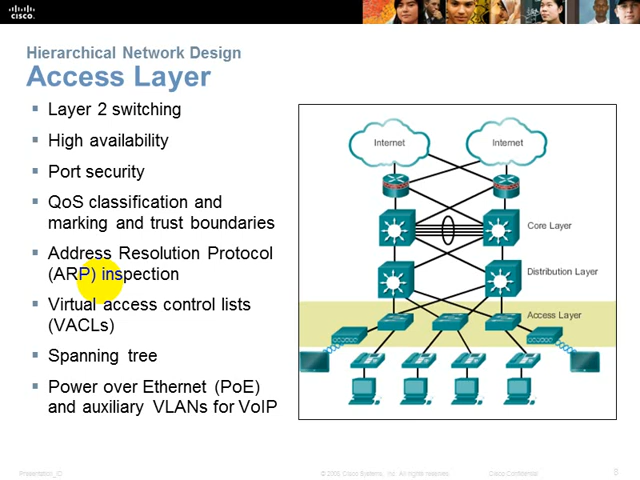 CISCO.
Hierarchical Network Design
Access Layer
Layer 2 switching
High availability
Port security
QoS classification and
marking and trust boundaries
Address Resolution Protocol
(ARP) inspection
Virtual access control lists
(VACLs)
Spanning tree
Power over Ethernet (PoE)
and auxiliary VLANs for VoIP
Internet
Internet
Core Layer
Distribution Layer
Access Layer
Presentation_ID
© 2008 Cisco Systems, Inc. All rights reserved.
Cisco Confidential